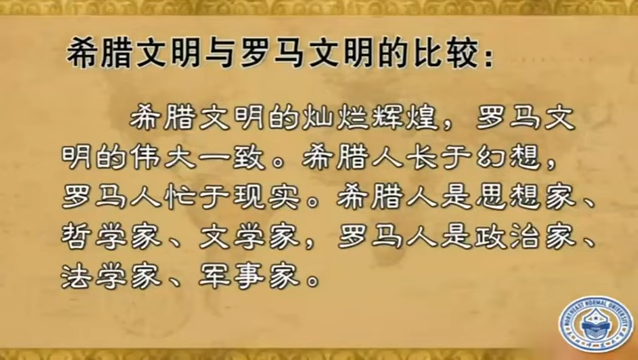 希腊文明与罗马文明的比较：
希腊文明的灿烂辉煌，罗马文
明的伟大一致。希腊人长于幻想，
罗马人忙于现实。希腊人是思想家、
哲学家、文学家，罗马人是政治家、
法学家、军事家。
NORTHEAST NORMAL UNIVERSITY